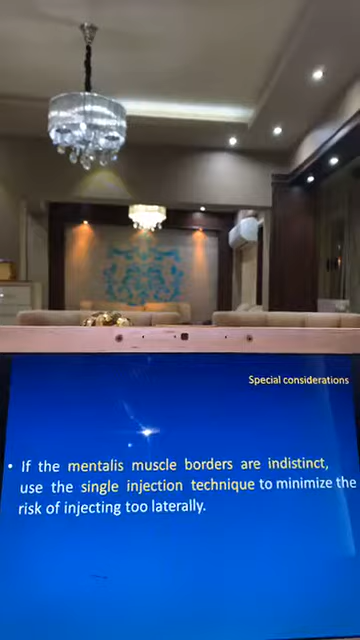 Special considerations
• If the mentalis muscle borders are indistinct,
use the single injection technique to minimize the
risk of injecting too laterally.